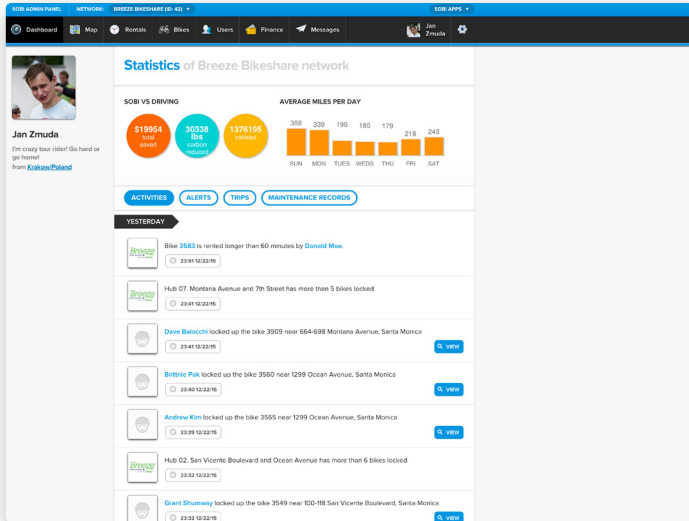 SOBI ADMIN PANEL NETWORK: BREEZE BIKESHARE (ID: 42) SOBI APPS
Dashboard Map Rentals Bikes Users Finance Messages Jan
Zmuda
Statistics of Breeze Bikeshare network
SOBI VS DRIVING
$19954
total
saved
30338
lbs
carbon
reduced
1376195
calories
AVERAGE MILES PER DAY
359 339 196 185 179 218 243
SUN MON TUES WEDS THU FRI SAT
Jan Zmuda
I'm crazy tour rider! Go hard or
go home!
from Krakow/Poland
ACTIVITIES ALERTS TRIPS MAINTENANCE RECORDS
YESTERDAY
Breeze
Bike 3583 is rented longer than 60 minutes by Donald Moe.
23:51 12/22/15
Breeze
Hub 07. Montana Avenue and 7th Street has more than 5 bikes locked
23:41 12/22/15
Dave Baiocchi locked up the bike 3909 near 664-698 Montana Avenue, Santa Monica
23:41 12/22/15 VIEW
Brittnie Pak locked up the bike 3560 near 1299 Ocean Avenue, Santa Monica
23:40 12/22/15 VIEW
Andrew Kim locked up the bike 3565 near 1299 Ocean Avenue, Santa Monica
23:39 12/22/15 VIEW
Breeze
Hub 02. San Vicente Boulevard and Ocean Avenue has more than 6 bikes locked
23:32 12/22/15
Grant Shumway locked up the bike 3549 near 100-118 San Vicente Boulevard, Santa Monica
23:32 12/22/15 VIEW